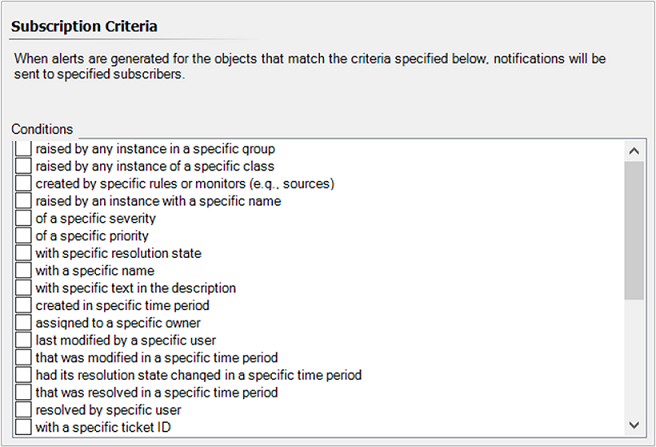 Subscription Criteria
When alerts are generated for the objects that match the criteria specified below, notifications will be
sent to specified subscribers.
Conditions
raised by any instance in a specific group
raised by any instance of a specific class
created by specific rules or monitors (e.g., sources)
raised by an instance with a specific name
of a specific severity
of a specific priority
with specific resolution state
with a specific name
with specific text in the description
created in specific time period
assigned to a specific owner
last modified by a specific user
that was modified in a specific time period
had its resolution state changed in a specific time period
that was resolved in a specific time period
resolved by specific user
with a specific ticket ID